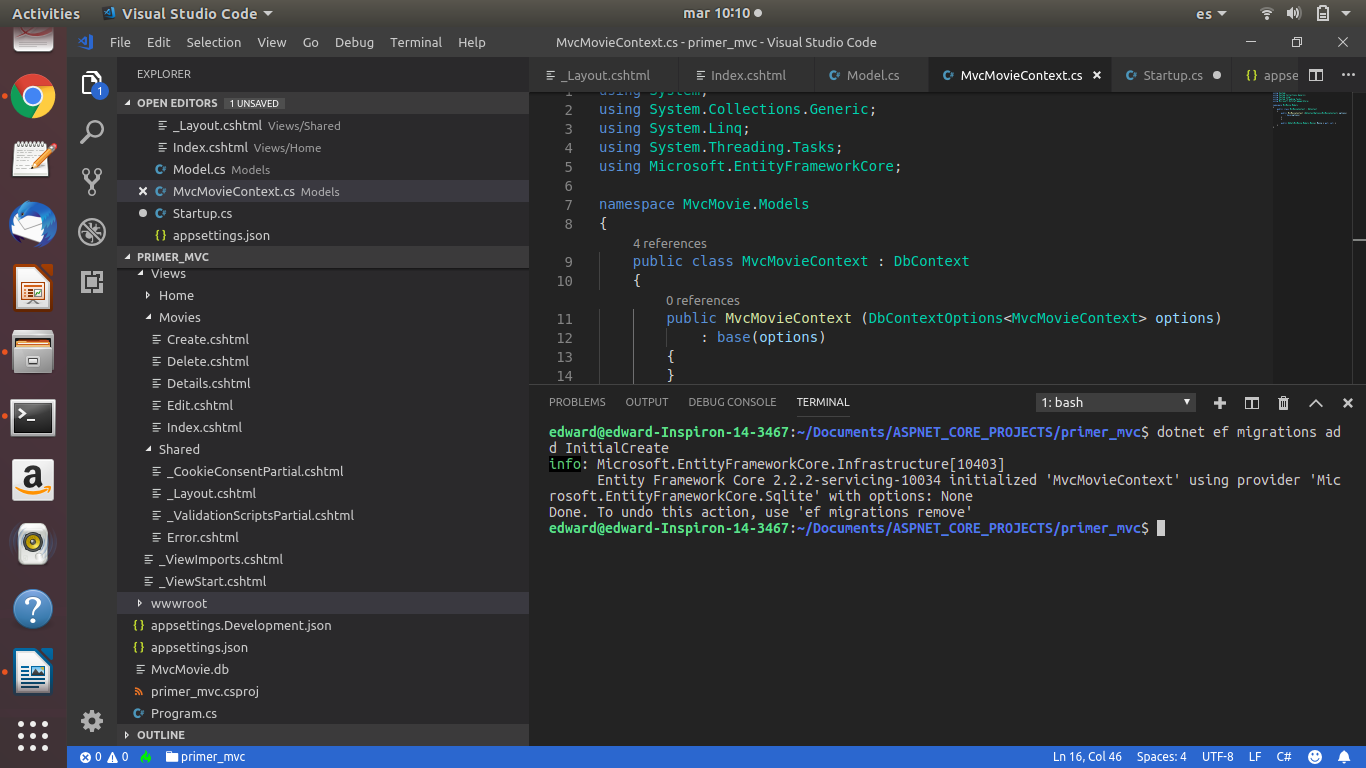 Activities
Visual Studio Code
mar 10:10
es
File Edit Selection View Go Debug Terminal Help
MvcMovieContext.cs - primer_mvc - Visual Studio Code
1
EXPLORER
OPEN EDITORS 1 UNSAVED
_Layout.cshtml Views/Shared
Index.cshtml Views/Home
Model.cs Models
MvcMovieContext.cs Models
Startup.cs
appsettings.json
PRIMER_MVC
Views
Home
Movies
Create.cshtml
Delete.cshtml
Details.cshtml
Edit.cshtml
Index.cshtml
Shared
_CookieConsentPartial.cshtml
_Layout.cshtml
_ValidationScriptsPartial.cshtml
Error.cshtml
_ViewImports.cshtml
_ViewStart.cshtml
wwwroot
appsettings.Development.json
appsettings.json
MvcMovie.db
primer_mvc.csproj
Program.cs
OUTLINE
_Layout.cshtml Index.cshtml Model.cs MvcMovieContext.cs Startup.cs appse
1 using System;
2 using System.Collections.Generic;
3 using System.Linq;
4 using System.Threading.Tasks;
5 using Microsoft.EntityFrameworkCore;
6
7 namespace MvcMovie.Models
8 {
4 references
9 public class MvcMovieContext : DbContext
10 {
0 references
11 public MvcMovieContext (DbContextOptions<MvcMovieContext> options)
12 : base(options)
13 {
14 }
PROBLEMS OUTPUT DEBUG CONSOLE TERMINAL 1: bash
edward@edward-Inspiron-14-3467:~/Documents/ASPNET_CORE_PROJECTS/primer_mvc$ dotnet ef migrations ad
d InitialCreate
info: Microsoft.EntityFrameworkCore.Infrastructure[10403]
Entity Framework Core 2.2.2-servicing-10034 initialized 'MvcMovieContext' using provider 'Mic
rosoft.EntityFrameworkCore.Sqlite' with options: None
Done. To undo this action, use 'ef migrations remove'
edward@edward-Inspiron-14-3467:~/Documents/ASPNET_CORE_PROJECTS/primer_mvc$
0 0 primer_mvc
Ln 16, Col 46 Spaces: 4 UTF-8 LF C#